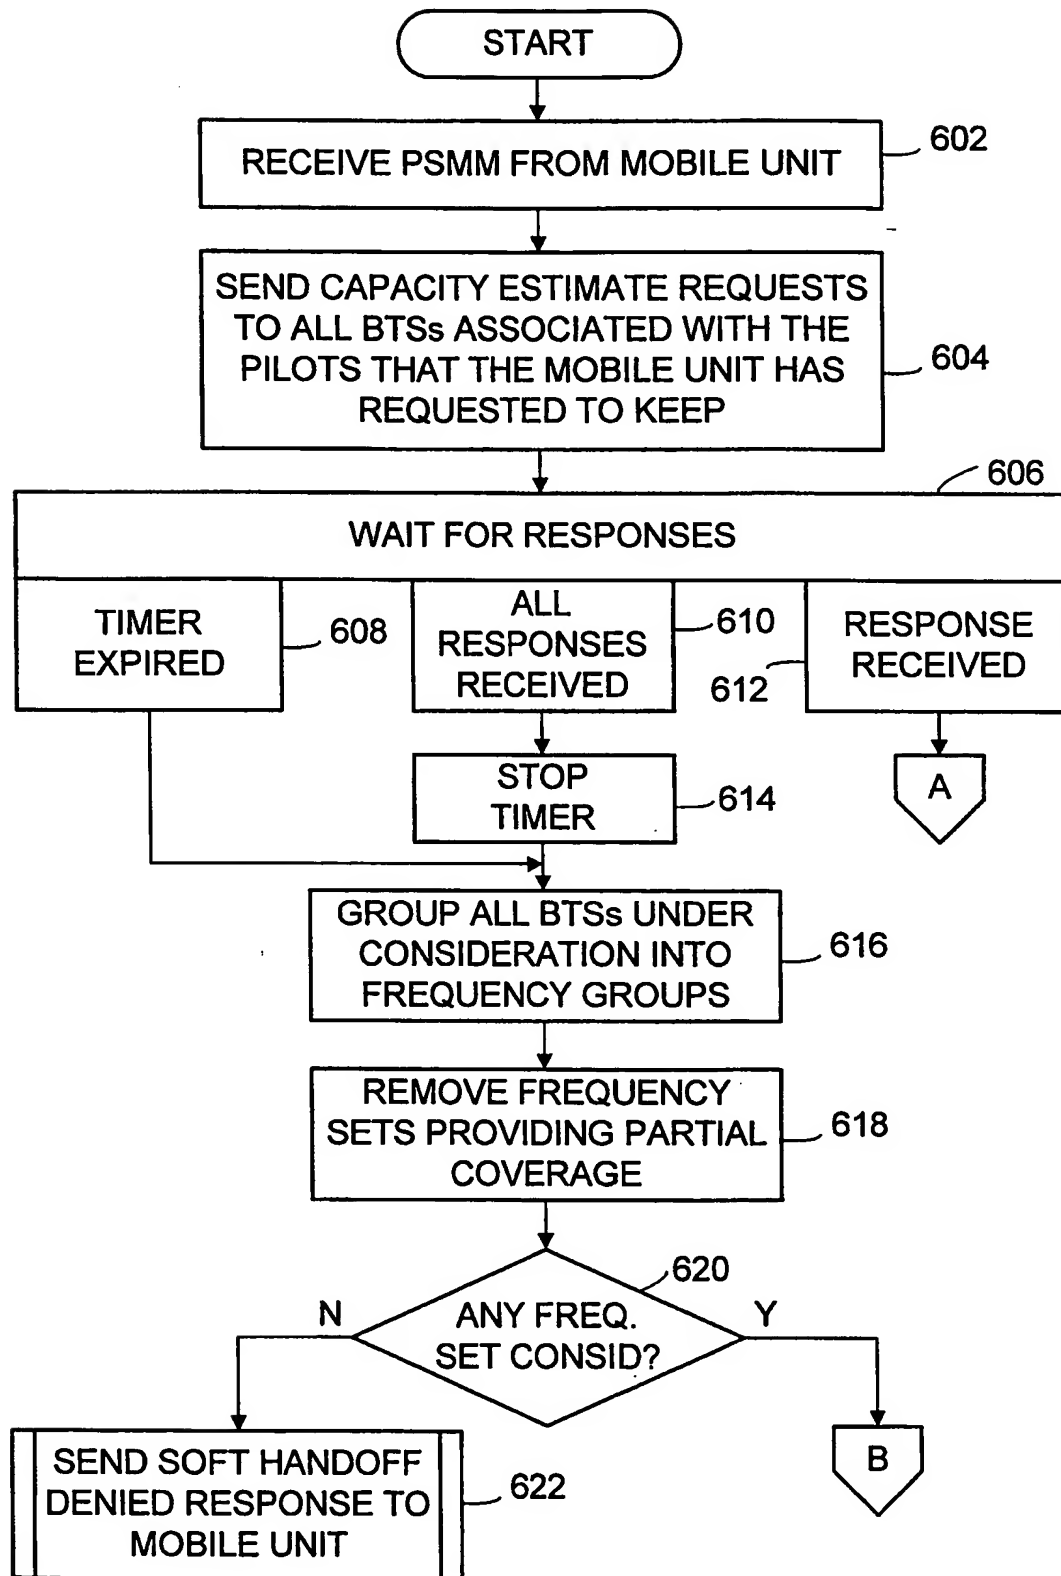 START
RECEIVE PSMM FROM MOBILE UNIT
602
SEND CAPACITY ESTIMATE REQUESTS
TO ALL BTSs ASSOCIATED WITH THE
PILOTS THAT THE MOBILE UNIT HAS
REQUESTED TO KEEP
604
606
WAIT FOR RESPONSES
TIMER
EXPIRED
608
ALL
RESPONSES
RECEIVED
610
612
RESPONSE
RECEIVED
STOP
TIMER
614
A
GROUP ALL BTSs UNDER
CONSIDERATION INTO
FREQUENCY GROUPS
616
REMOVE FREQUENCY
SETS PROVIDING PARTIAL
COVERAGE
618
620
N
ANY FREQ.
SET CONSID?
Y
SEND SOFT HANDOFF
DENIED RESPONSE TO
MOBILE UNIT
622
B